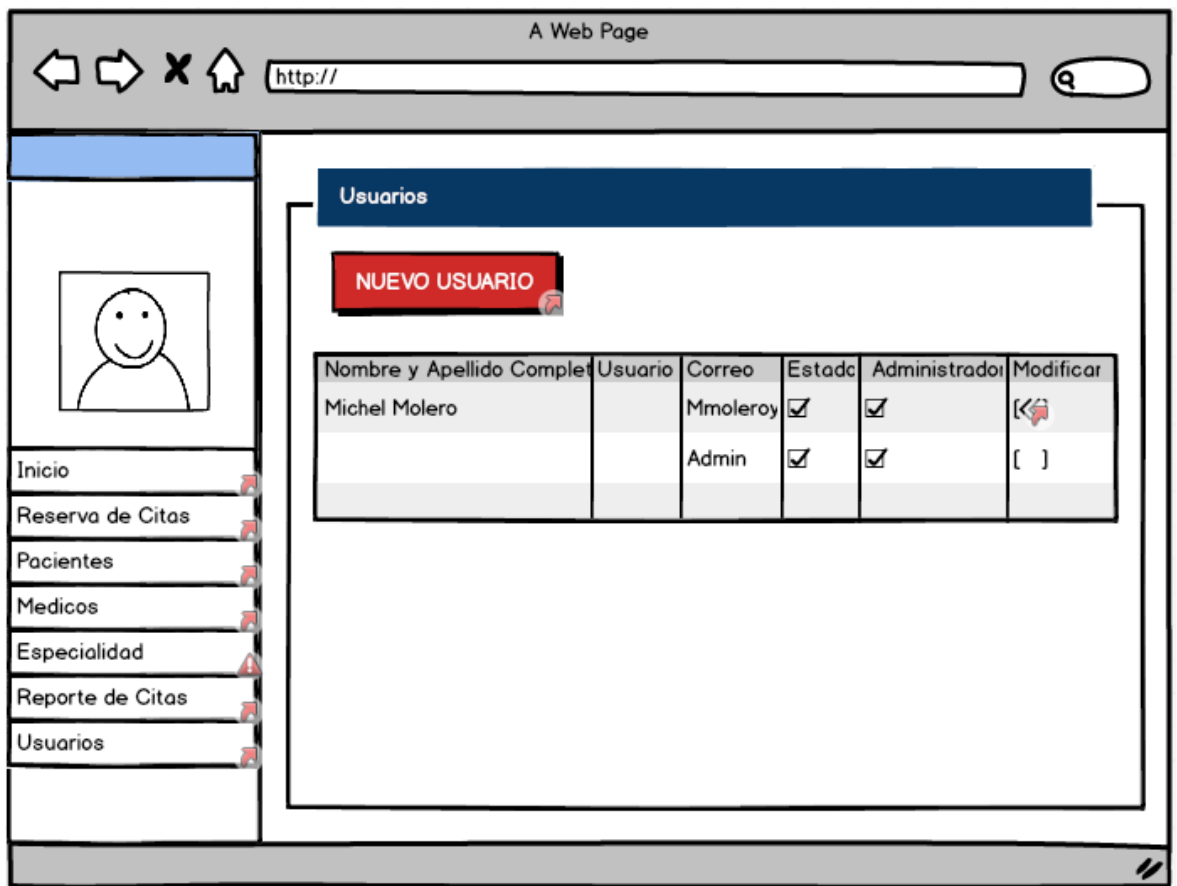 A Web Page
http://
Usuarios
NUEVO USUARIO
Nombre y Apellido Complet Usuario Correo Estado Administrador Modificar
Michel Molero Mmoleroy
Admin [ ]
Inicio
Reserva de Citas
Pacientes
Medicos
Especialidad
Reporte de Citas
Usuarios